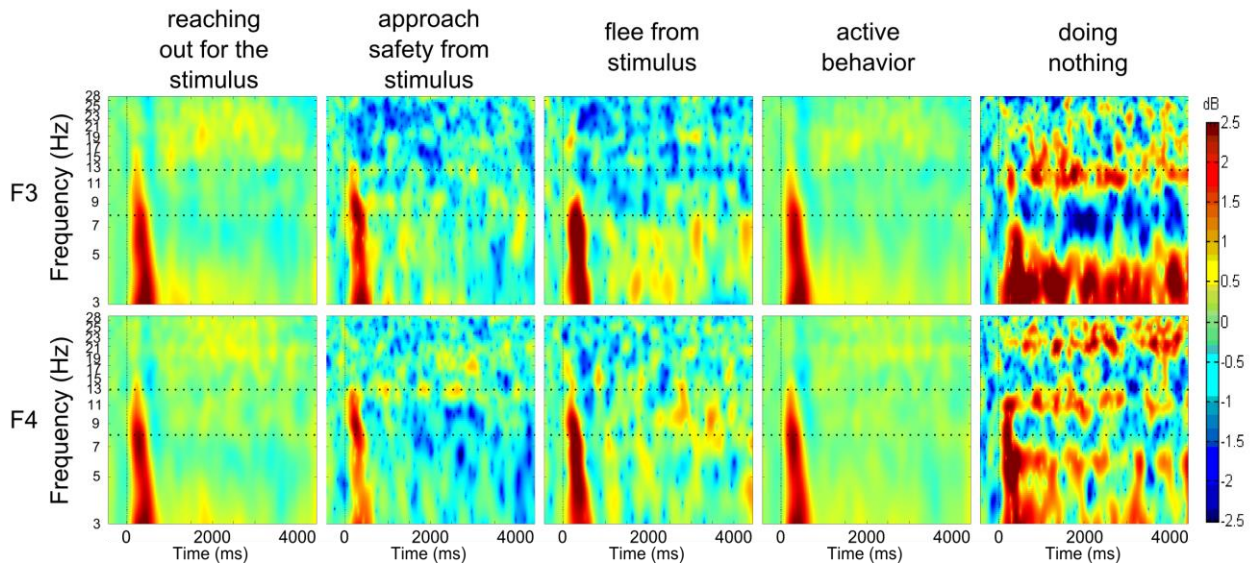 reaching
out for the
stimulus
approach
safety from
stimulus
flee from
stimulus
active
behavior
doing
nothing
F3
Frequency (Hz)
28
25
23
21
19
17
15
13
11
9
7
5
3
dB
2.5
2
1.5
1
0.5
0
-0.5
-1
-1.5
-2
-2.5
F4
Frequency (Hz)
28
25
23
21
19
17
15
13
11
9
7
5
3
0 2000 4000
0 2000 4000
0 2000 4000
0 2000 4000
0 2000 4000
Time (ms)
Time (ms)
Time (ms)
Time (ms)
Time (ms)